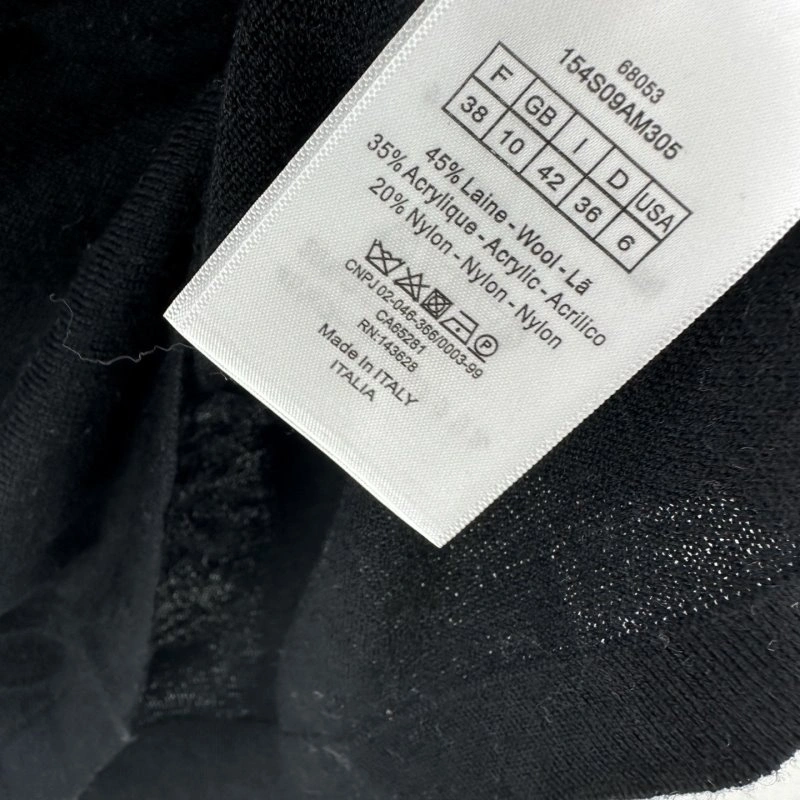 68053
154S09AM305
F GB I D USA
38 10 42 36 6
45% Laine - Wool - Lã
35% Acrylique - Acrylic - Acrilico
20% Nylon - Nylon - Nylon
P
CNPJ 02-046-366/0003-99
CA65281
RN:143628
Made In ITALY
ITALIA